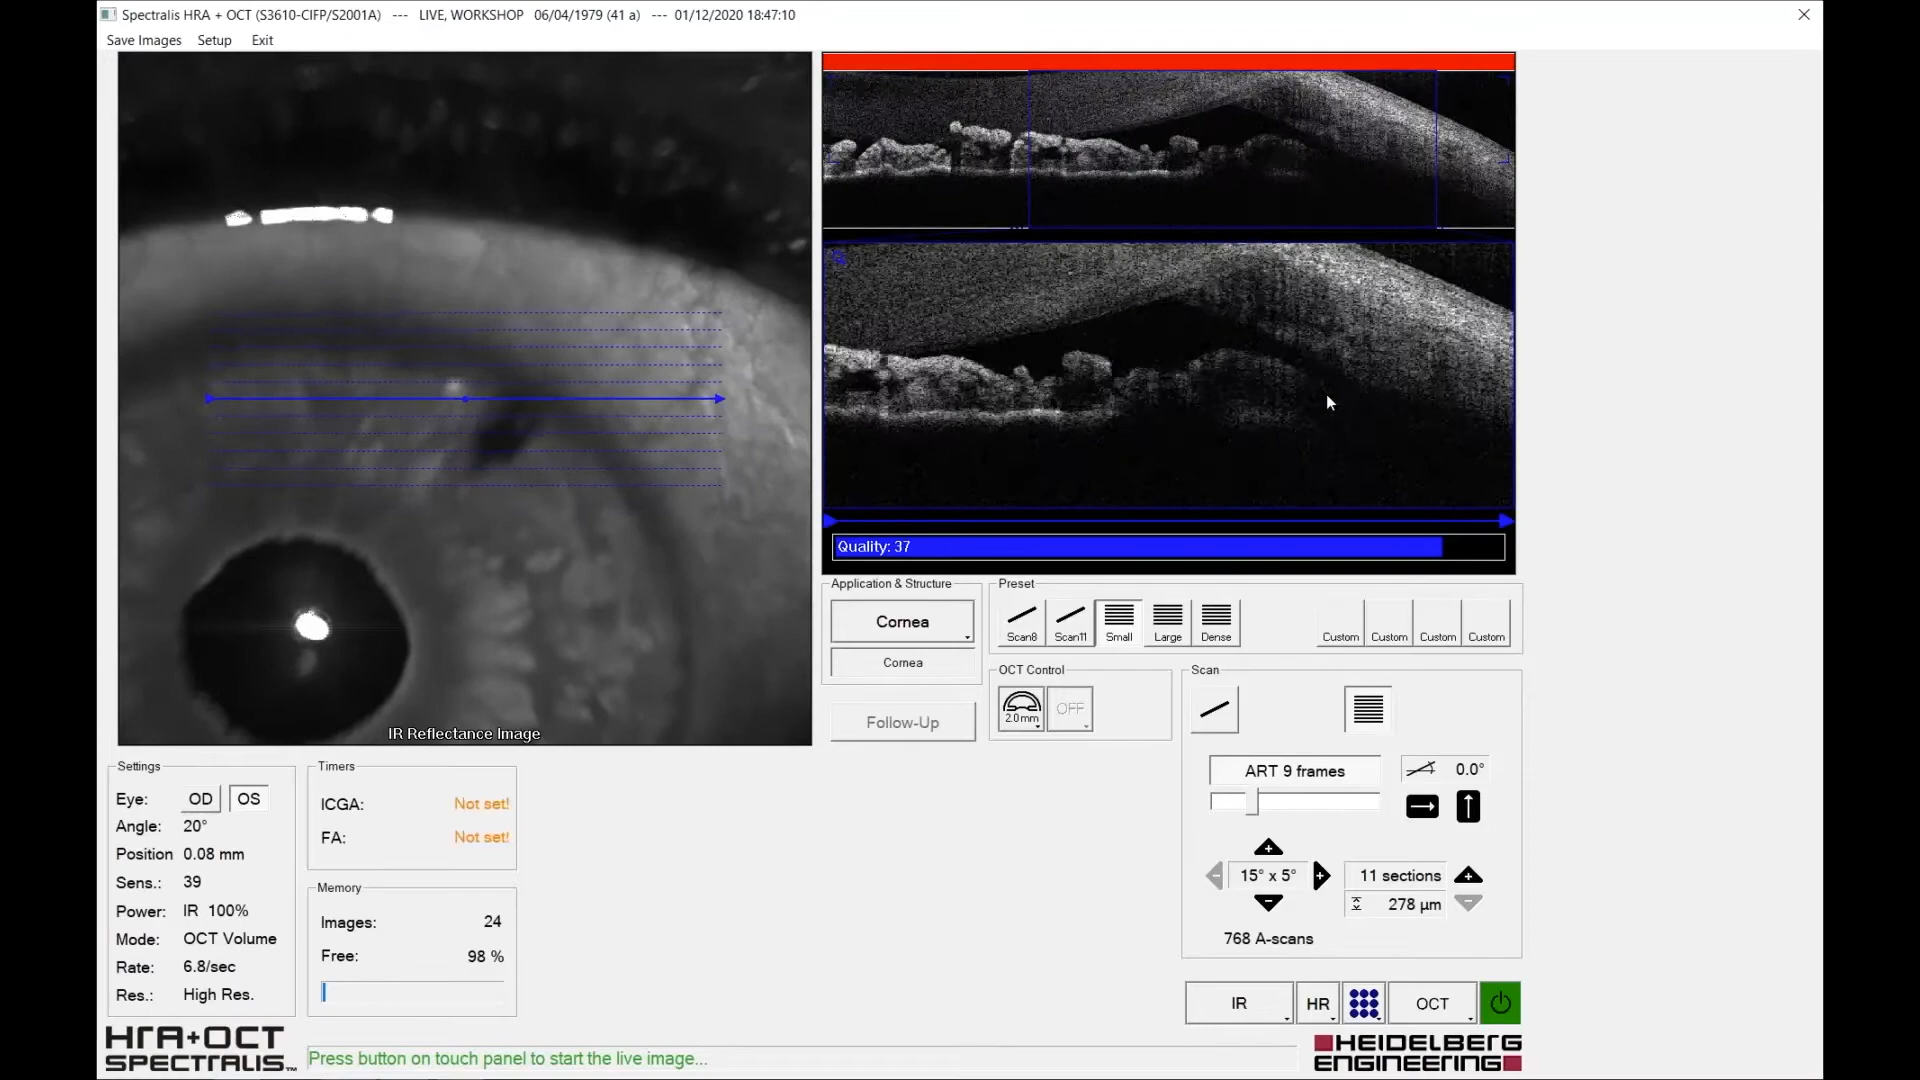 Spectralis HRA + OCT (S3610-CIFP/S2001A) --- LIVE, WORKSHOP 06/04/1979 (41 a) --- 01/12/2020 18:47:10
Save Images Setup Exit
IR Reflectance Image
Quality: 37
Application & Structure
Cornea
Cornea
Follow-Up
Preset
Scan8 Scan11 Small Large Dense Custom Custom Custom Custom
OCT Control
2.0mm OFF
Scan
ART 9 frames 0.0°
15° x 5° 11 sections
278 µm
768 A-scans
Settings
Eye: OD OS
Angle: 20°
Position 0.08 mm
Sens.: 39
Power: IR 100%
Mode: OCT Volume
Rate: 6.8/sec
Res.: High Res.
Timers
ICGA: Not set!
FA: Not set!
Memory
Images: 24
Free: 98 %
IR HR OCT
HRA+OCT
SPECTRALIS™
Press button on touch panel to start the live image...
HEIDELBERG
ENGINEERING